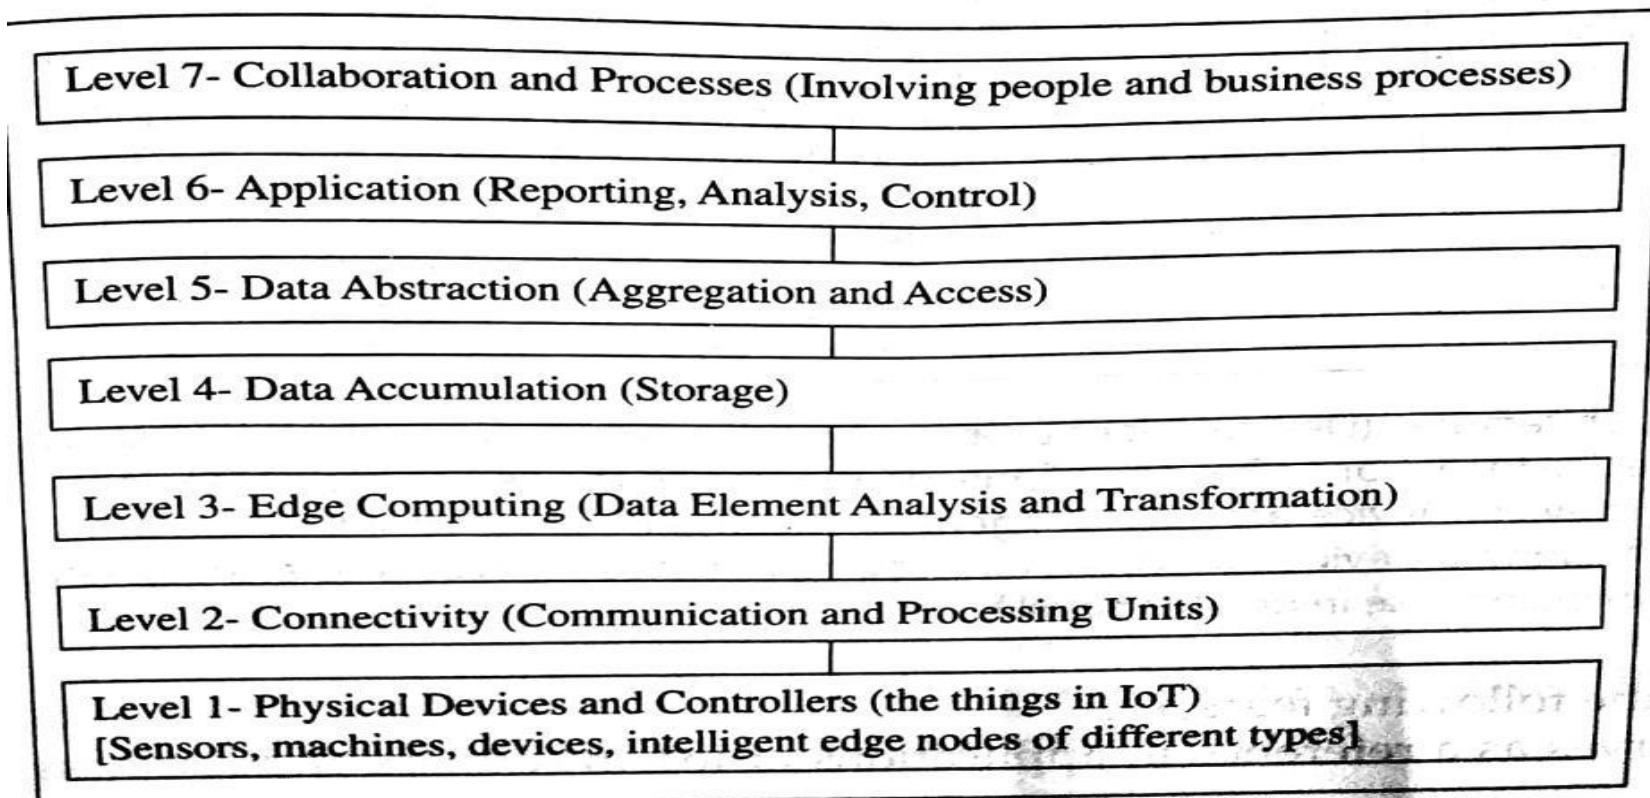 Level 7- Collaboration and Processes (Involving people and business processes)
Level 6- Application (Reporting, Analysis, Control)
Level 5- Data Abstraction (Aggregation and Access)
Level 4- Data Accumulation (Storage)
Level 3- Edge Computing (Data Element Analysis and Transformation)
Level 2- Connectivity (Communication and Processing Units)
Level 1- Physical Devices and Controllers (the things in IoT)
[Sensors, machines, devices, intelligent edge nodes of different types]